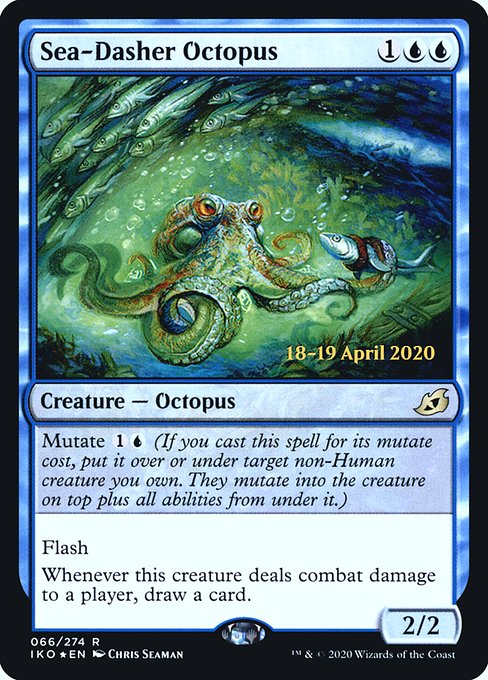 Sea-Dasher Octopus 1
18-19 April 2020
Creature — Octopus
Mutate 1 (If you cast this spell for its mutate
cost, put it over or under target non-Human
creature you own. They mutate into the creature
on top plus all abilities from under it.)
Flash
Whenever this creature deals combat damage
to a player, draw a card.
2/2
066/274 R
IKO ★ EN Chris Seaman
™ & © 2020 Wizards of the Coast